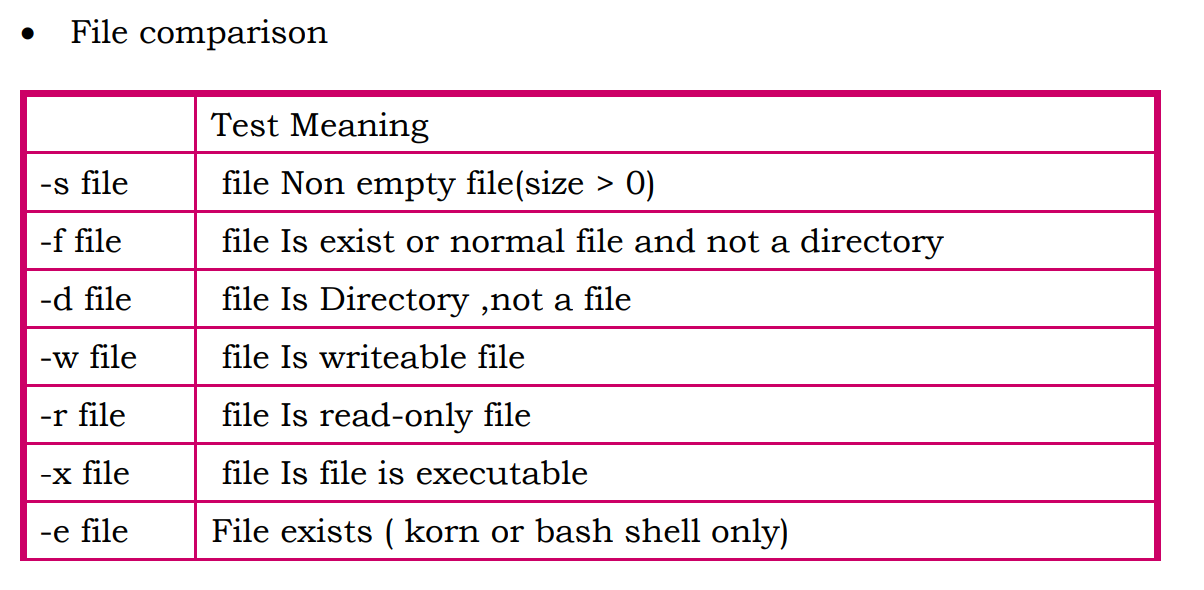 • File comparison
Test Meaning
-s file file Non empty file(size > 0)
-f file file Is exist or normal file and not a directory
-d file file Is Directory ,not a file
-w file file Is writeable file
-r file file Is read-only file
-x file file Is file is executable
-e file File exists ( korn or bash shell only)